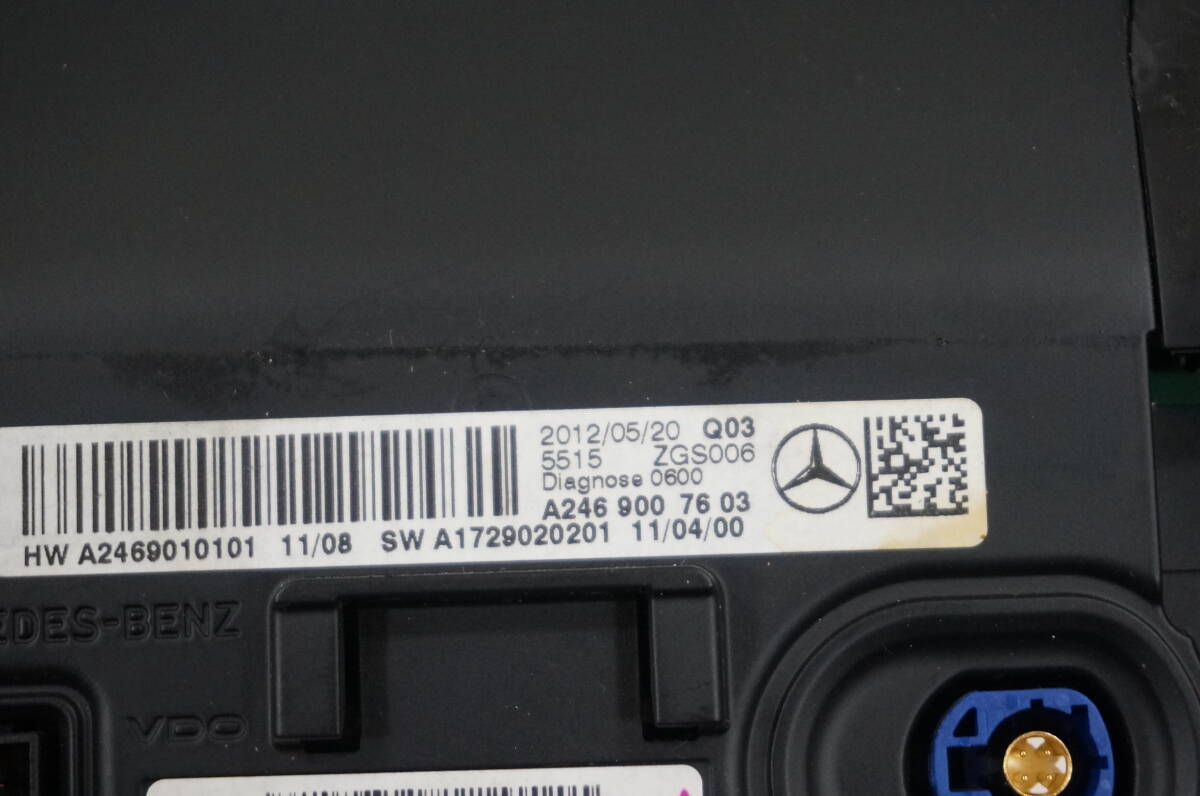 2012/05/20 Q03
5515 ZGS006
Diagnose 0600
A246 900 76 03
HW A2469010101 11/08 SW A1729020201 11/04/00
EDES-BENZ
VDO